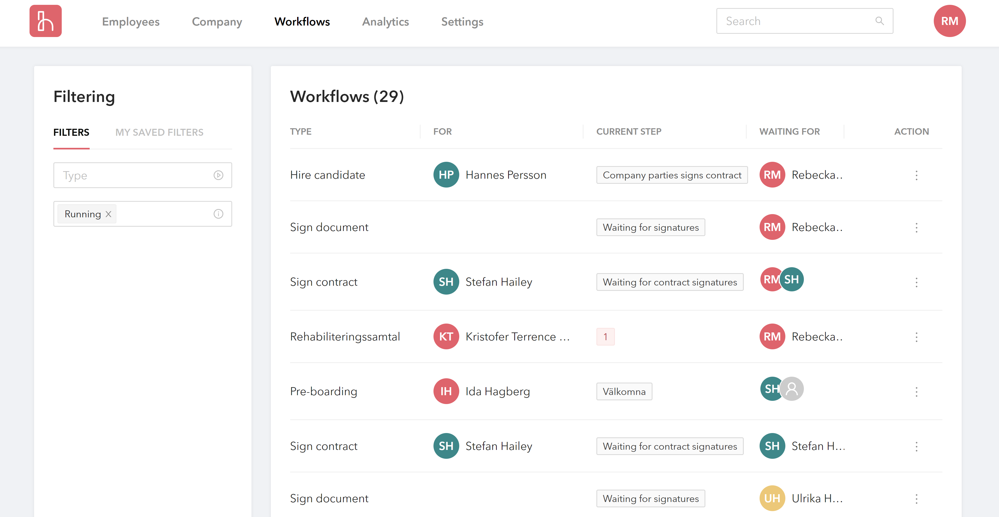 h Employees Company Workflows Analytics Settings Search RM
Filtering
FILTERS MY SAVED FILTERS
Type
Running X
Workflows (29)
TYPE FOR CURRENT STEP WAITING FOR ACTION
Hire candidate HP Hannes Persson Company parties signs contract RM Rebecka..
Sign document Waiting for signatures RM Rebecka..
Sign contract SH Stefan Hailey Waiting for contract signatures RM SH
Rehabiliteringssamtal KT Kristofer Terrence ... 1 RM Rebecka..
Pre-boarding IH Ida Hagberg Välkomna SH
Sign contract SH Stefan Hailey Waiting for contract signatures SH Stefan H...
Sign document Waiting for signatures UH Ulrika H...